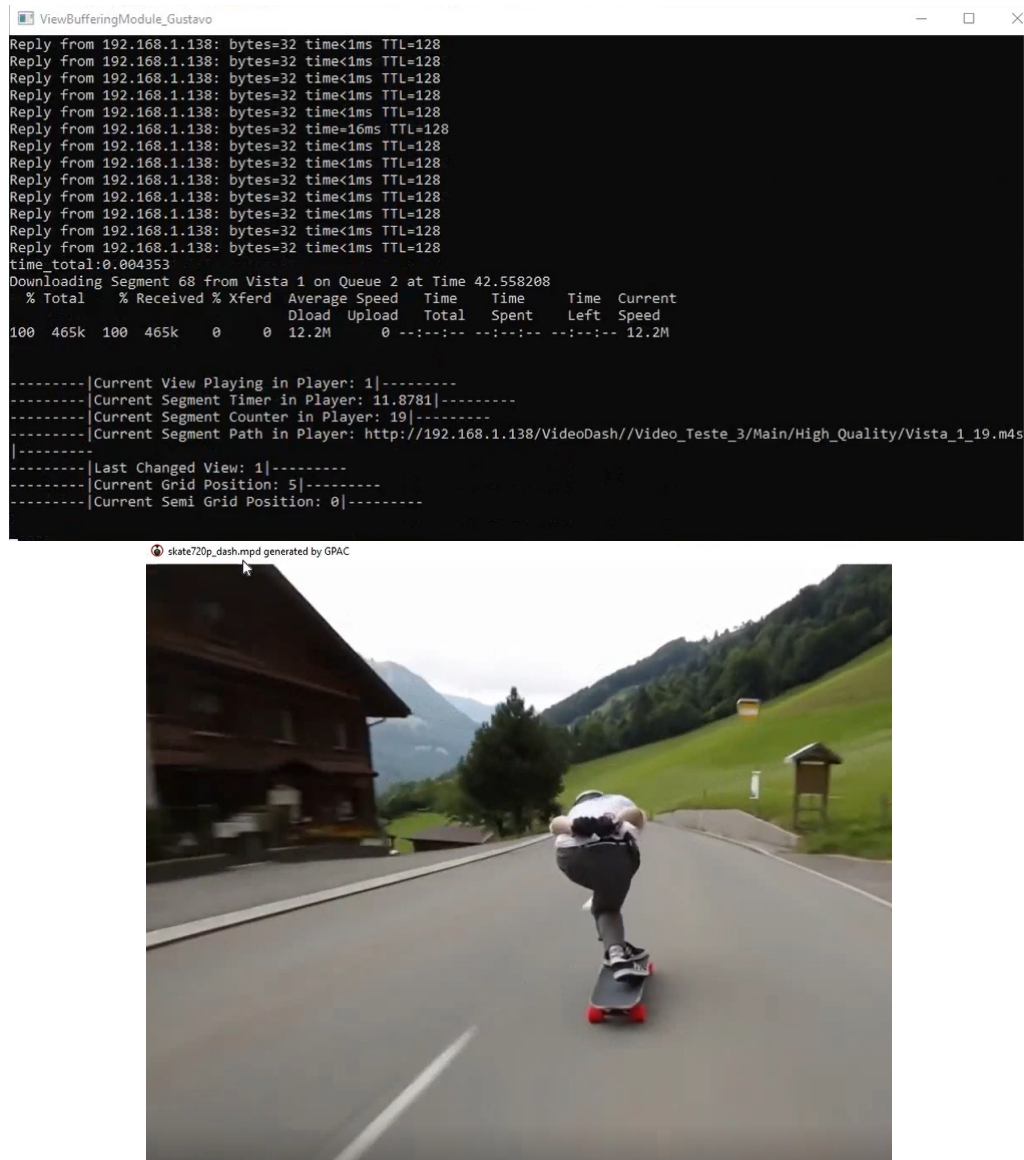 ViewBufferingModule_Gustavo
Reply from 192.168.1.138: bytes=32 time<1ms TTL=128
Reply from 192.168.1.138: bytes=32 time<1ms TTL=128
Reply from 192.168.1.138: bytes=32 time<1ms TTL=128
Reply from 192.168.1.138: bytes=32 time<1ms TTL=128
Reply from 192.168.1.138: bytes=32 time<1ms TTL=128
Reply from 192.168.1.138: bytes=32 time=16ms TTL=128
Reply from 192.168.1.138: bytes=32 time<1ms TTL=128
Reply from 192.168.1.138: bytes=32 time<1ms TTL=128
Reply from 192.168.1.138: bytes=32 time<1ms TTL=128
Reply from 192.168.1.138: bytes=32 time<1ms TTL=128
Reply from 192.168.1.138: bytes=32 time<1ms TTL=128
Reply from 192.168.1.138: bytes=32 time<1ms TTL=128
Reply from 192.168.1.138: bytes=32 time<1ms TTL=128
time_total:0.004353
Downloading Segment 68 from Vista 1 on Queue 2 at Time 42.558208
  % Total    % Received % Xferd  Average Speed   Time    Time     Time  Current
                                 Dload  Upload   Total   Spent    Left  Speed
100  465k  100  465k    0     0  12.2M      0 --:--:-- --:--:-- --:--:-- 12.2M
---------|Current View Playing in Player: 1|---------
---------|Current Segment Timer in Player: 11.8781|---------
---------|Current Segment Counter in Player: 19|---------
---------|Current Segment Path in Player: http://192.168.1.138/VideoDash//Video_Teste_3/Main/High_Quality/Vista_1_19.m4s
|---------
---------|Last Changed View: 1|---------
---------|Current Grid Position: 5|---------
---------|Current Semi Grid Position: 0|---------
skate720p_dash.mpd generated by GPAC